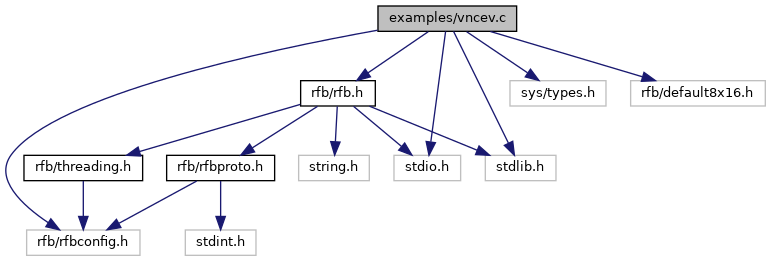 examples/vncev.c
rfb/rfb.h
sys/types.h
rfb/default8x16.h
rfb/threading.h
rfb/rfbproto.h
string.h
stdio.h
stdlib.h
rfb/rfbconfig.h
stdint.h